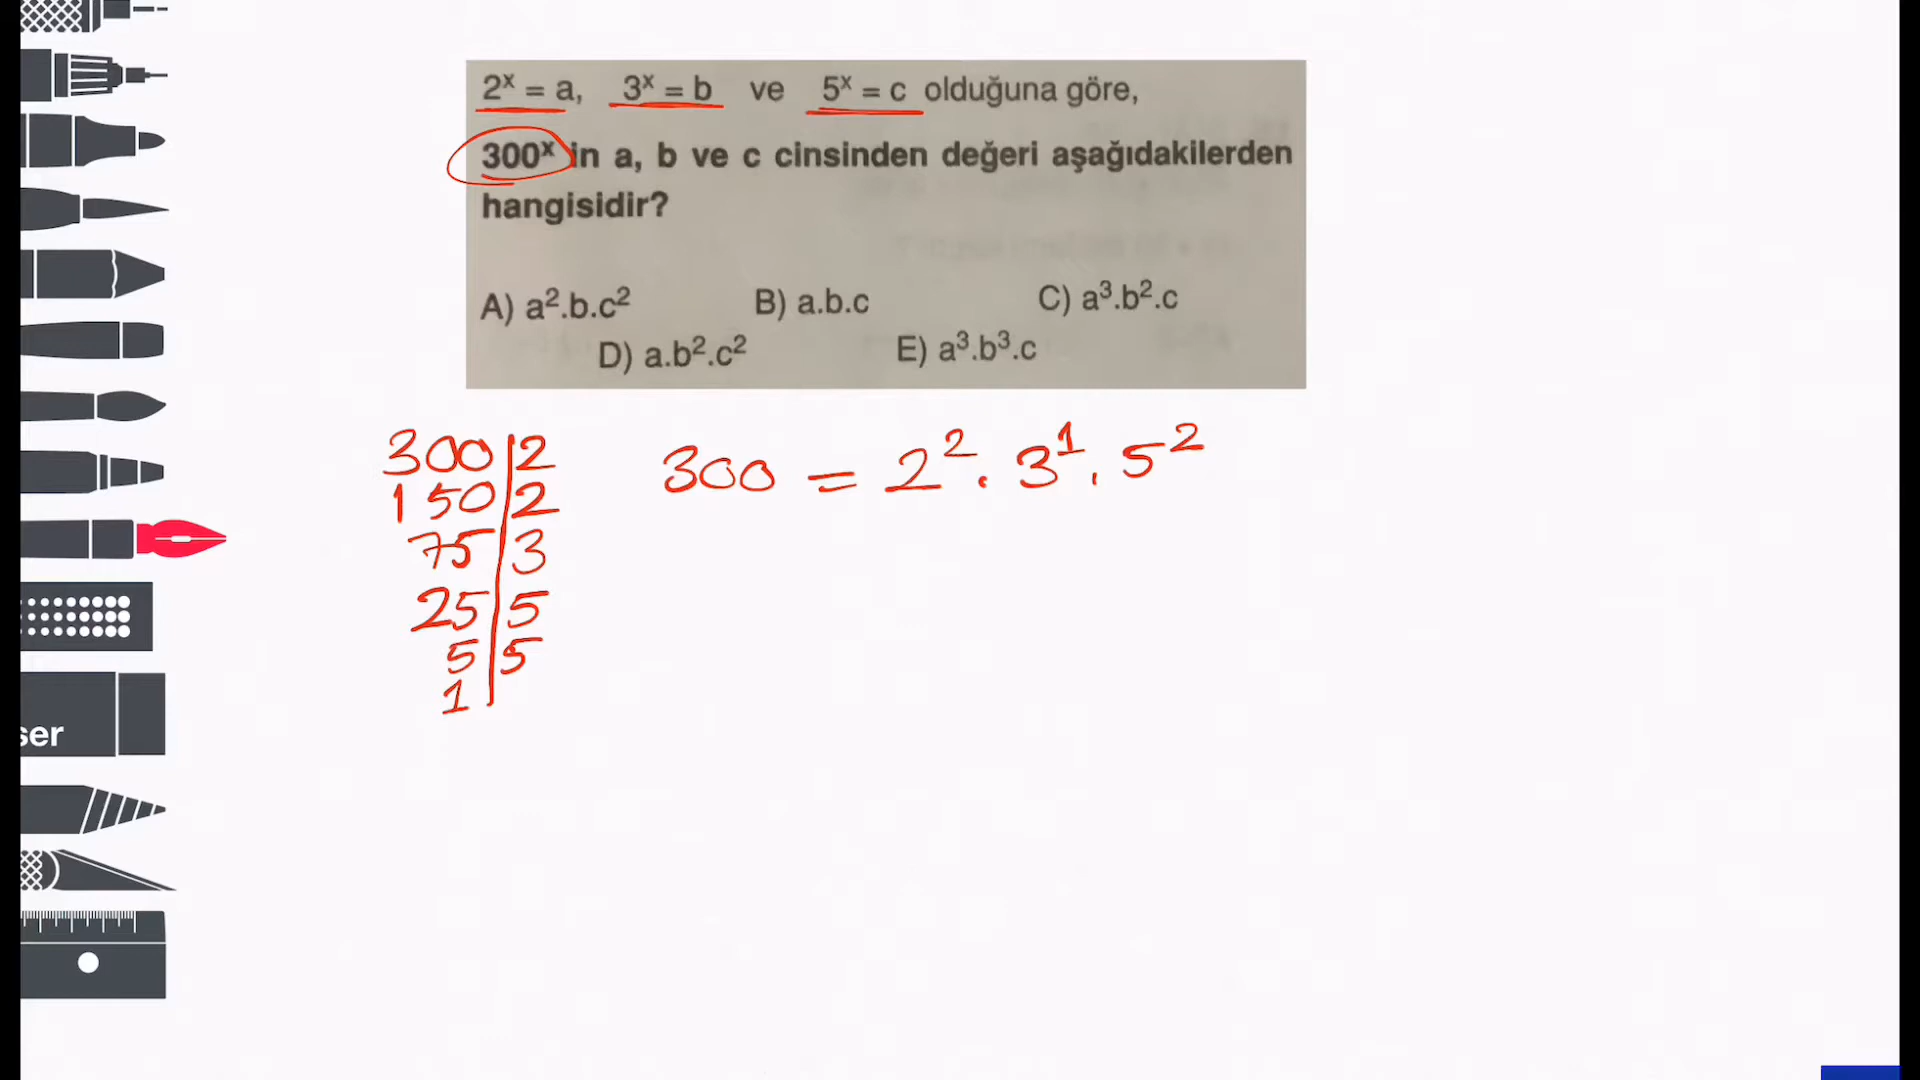 2ˣ = a, 3ˣ = b ve 5ˣ = c olduğuna göre,
300ˣ in a, b ve c cinsinden değeri aşağıdakilerden
hangisidir?
A) a².b.c² B) a.b.c C) a³.b².c
D) a.b².c² E) a³.b³.c
300 | 2
150 | 2
75 | 3
25 | 5
5 | 5
1
300 = 2² . 3¹ . 5²
ser